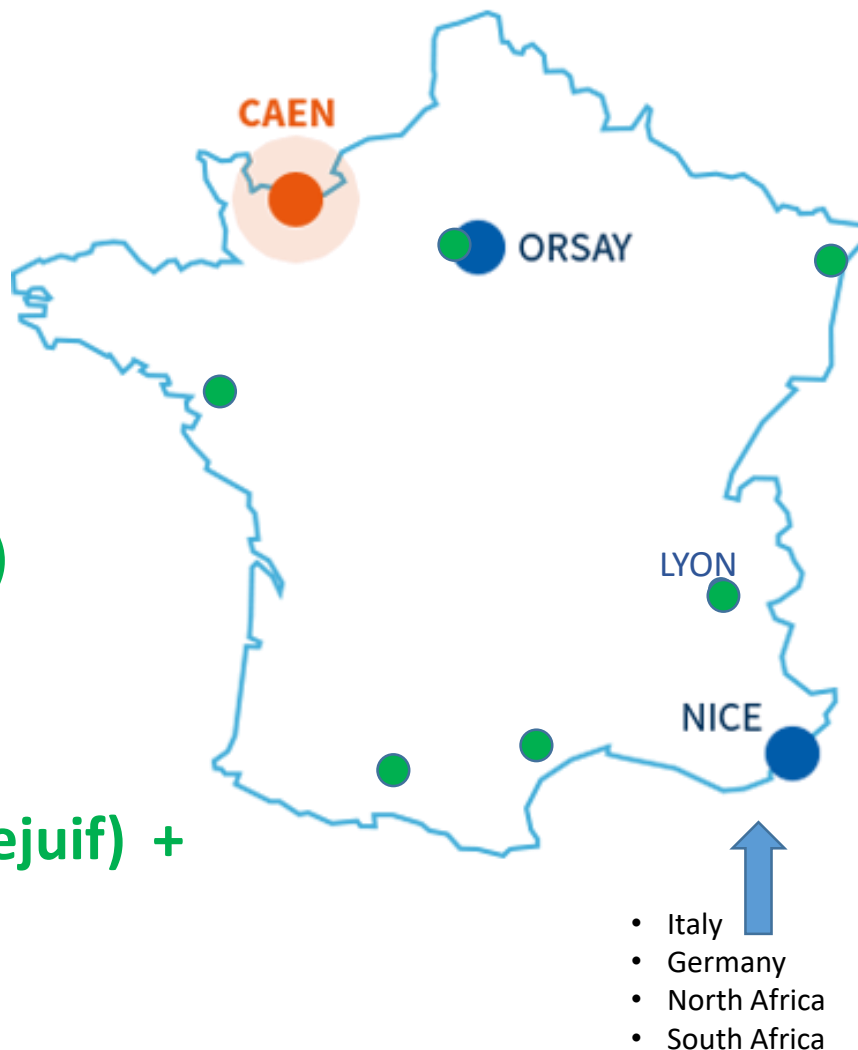 CAEN
ORSAY
)
LYON
NICE
ejuif) +
• Italy
• Germany
• North Africa
• South Africa